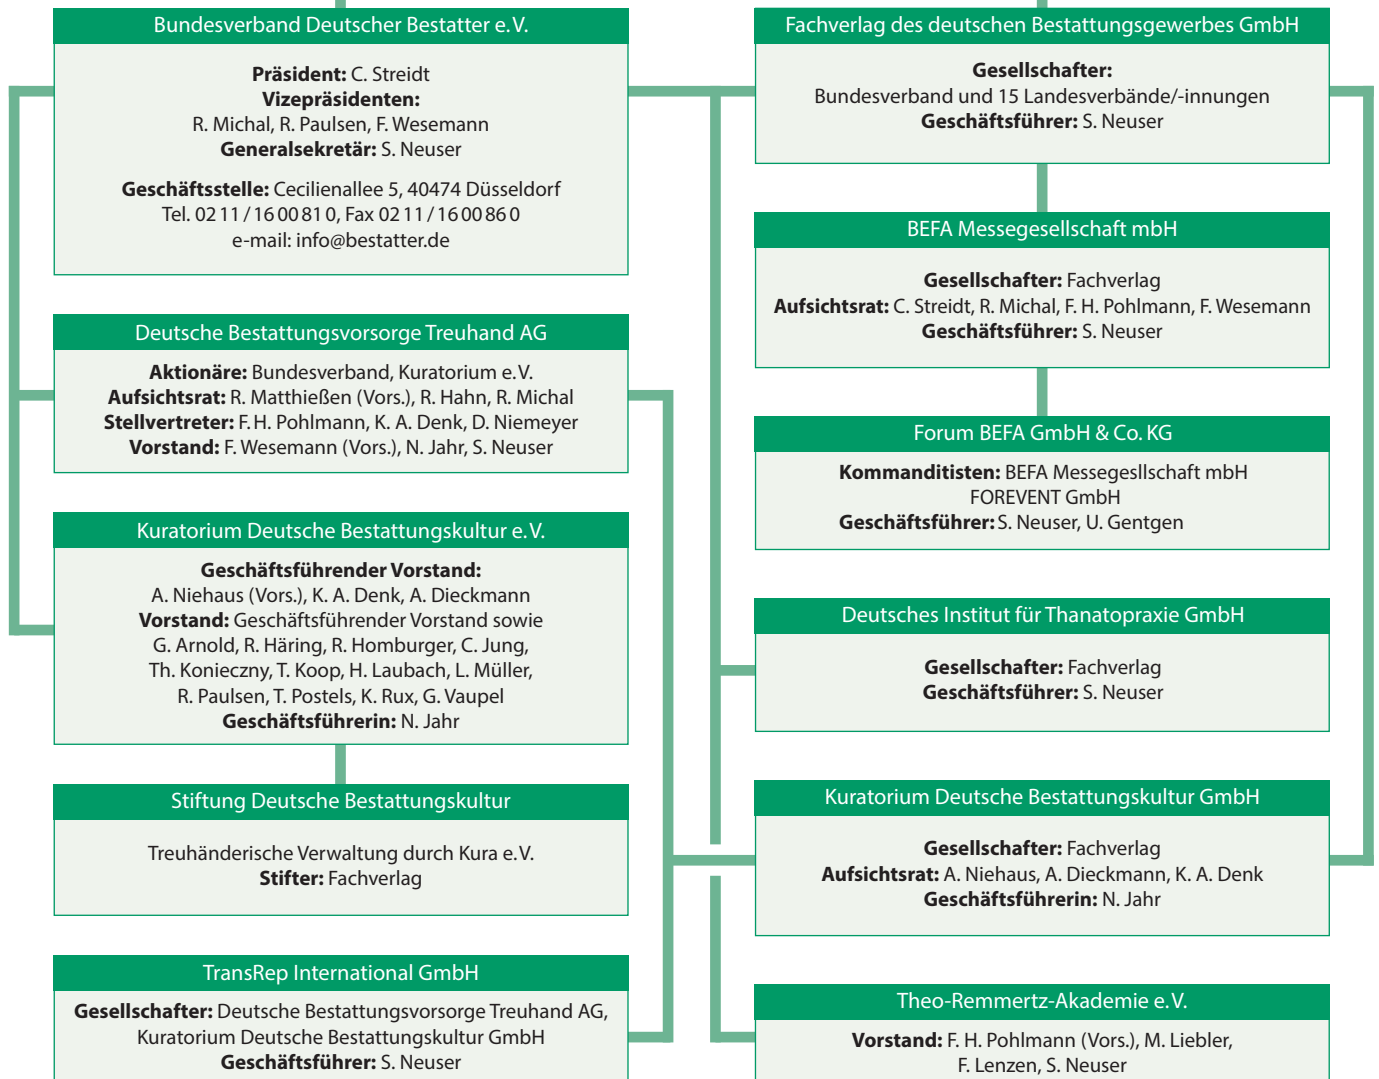 Bundesverband Deutscher Bestatter e.V.
Präsident: C. Streidt
Vizepräsidenten:
R. Michal, R. Paulsen, F. Wesemann
Generalsekretär: S. Neuser
Geschäftsstelle: Cecilienallee 5, 40474 Düsseldorf
Tel. 02 11 / 16 00 81 0, Fax 02 11 / 16 00 86 0
e-mail: info@bestatter.de
Deutsche Bestattungsvorsorge Treuhand AG
Aktionäre: Bundesverband, Kuratorium e.V.
Aufsichtsrat: R. Matthießen (Vors.), R. Hahn, R. Michal
Stellvertreter: F. H. Pohlmann, K. A. Denk, D. Niemeyer
Vorstand: F. Wesemann (Vors.), N. Jahr, S. Neuser
Kuratorium Deutsche Bestattungskultur e.V.
Geschäftsführender Vorstand:
A. Niehaus (Vors.), K. A. Denk, A. Dieckmann
Vorstand: Geschäftsführender Vorstand sowie
G. Arnold, R. Häring, R. Homburger, C. Jung,
Th. Konieczny, T. Koop, H. Laubach, L. Müller,
R. Paulsen, T. Postels, K. Rux, G. Vaupel
Geschäftsführerin: N. Jahr
Stiftung Deutsche Bestattungskultur
Treuhänderische Verwaltung durch Kura e.V.
Stifter: Fachverlag
TransRep International GmbH
Gesellschafter: Deutsche Bestattungsvorsorge Treuhand AG,
Kuratorium Deutsche Bestattungskultur GmbH
Geschäftsführer: S. Neuser
Fachverlag des deutschen Bestattungsgewerbes GmbH
Gesellschafter:
Bundesverband und 15 Landesverbände/-innungen
Geschäftsführer: S. Neuser
BEFA Messegesellschaft mbH
Gesellschafter: Fachverlag
Aufsichtsrat: C. Streidt, R. Michal, F. H. Pohlmann, F. Wesemann
Geschäftsführer: S. Neuser
Forum BEFA GmbH & Co. KG
Kommanditisten: BEFA Messegesllschaft mbH
FOREVENT GmbH
Geschäftsführer: S. Neuser, U. Gentgen
Deutsches Institut für Thanatopraxie GmbH
Gesellschafter: Fachverlag
Geschäftsführer: S. Neuser
Kuratorium Deutsche Bestattungskultur GmbH
Gesellschafter: Fachverlag
Aufsichtsrat: A. Niehaus, A. Dieckmann, K. A. Denk
Geschäftsführerin: N. Jahr
Theo-Remmertz-Akademie e.V.
Vorstand: F. H. Pohlmann (Vors.), M. Liebler,
F. Lenzen, S. Neuser